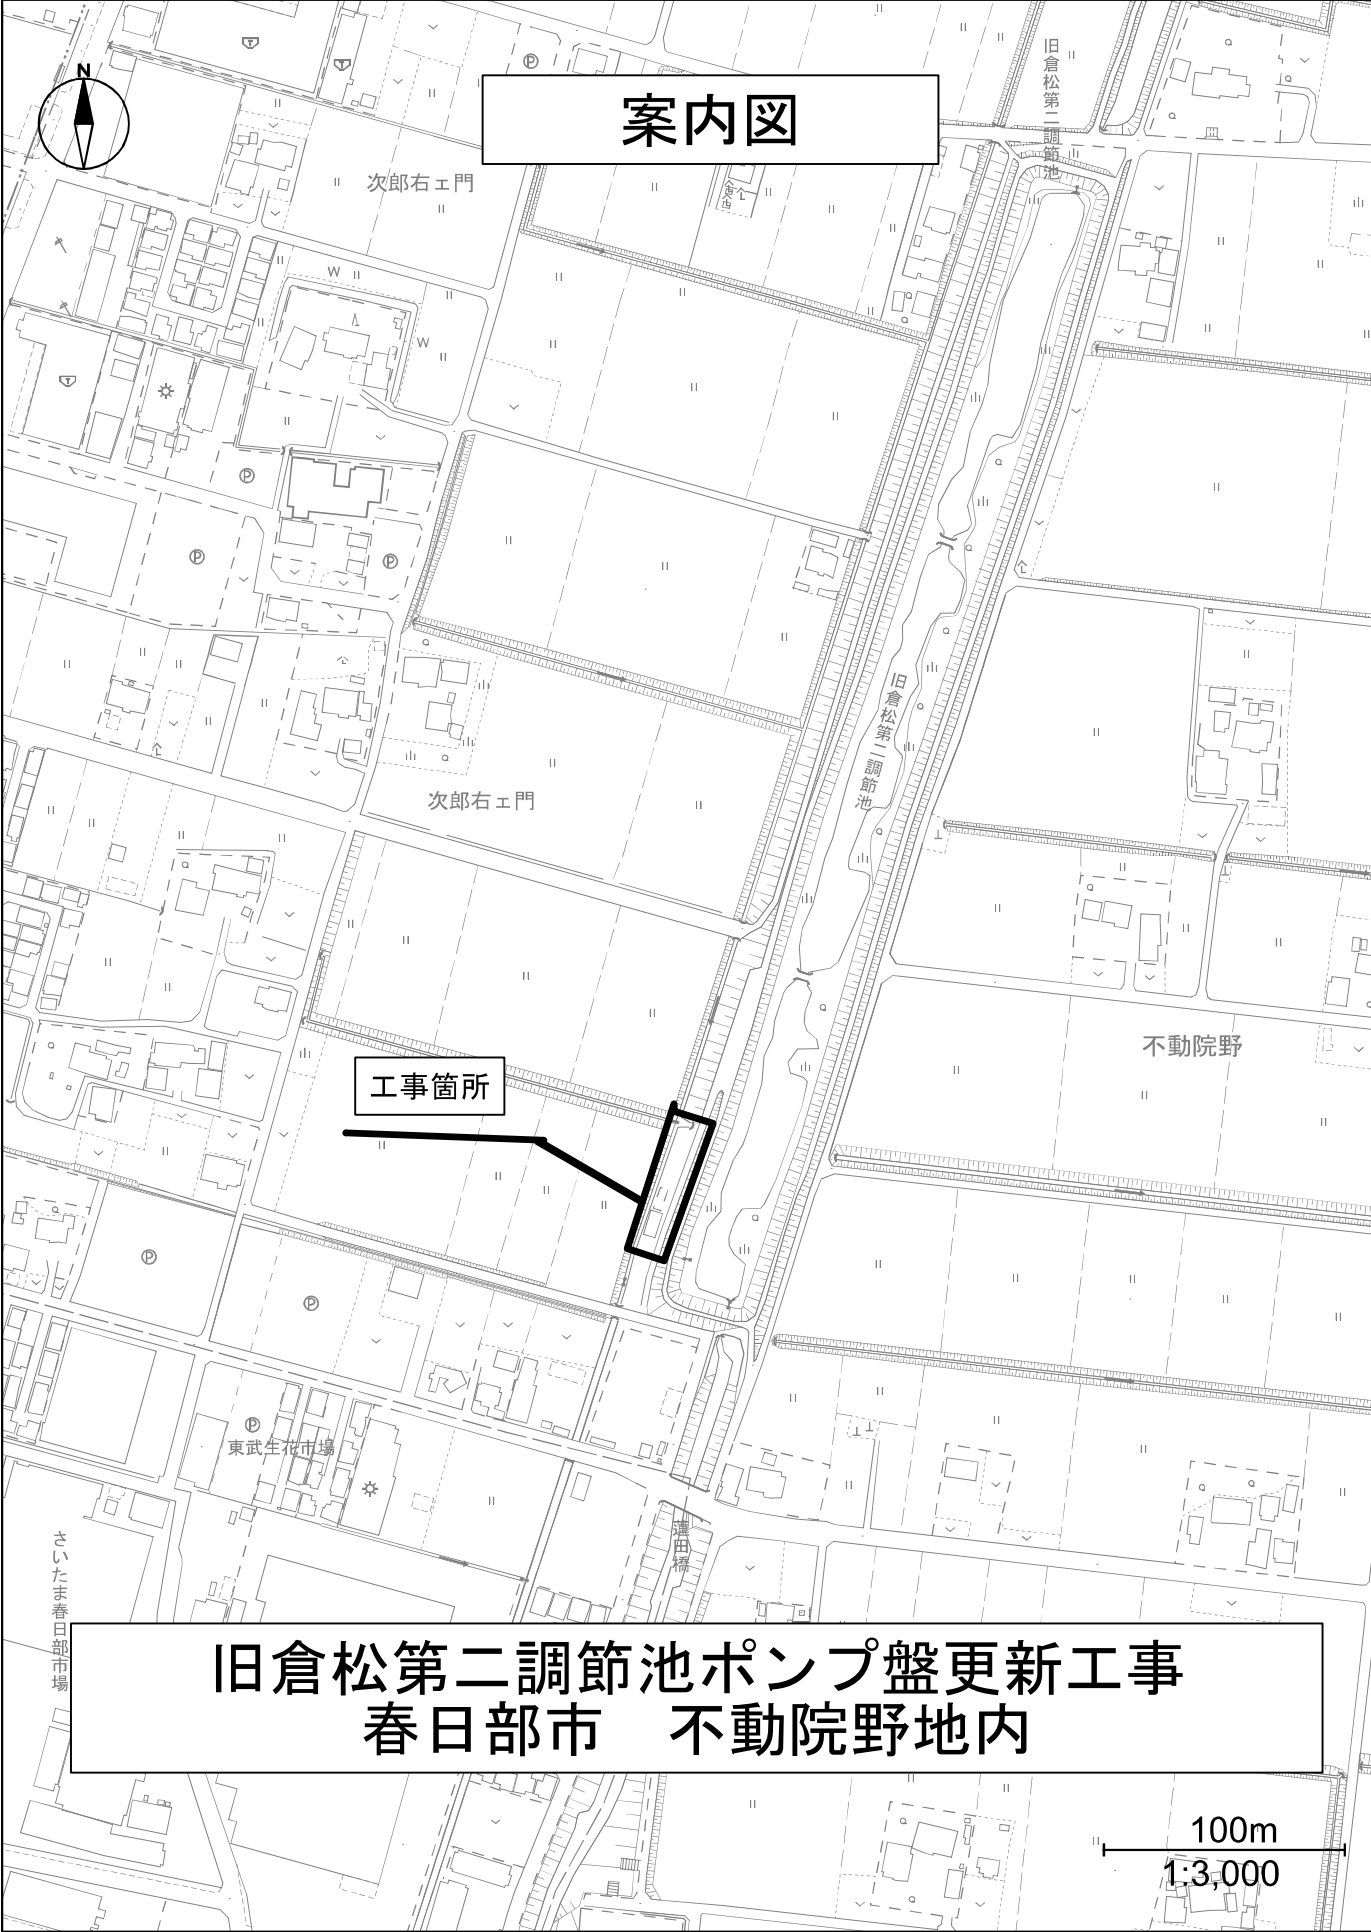 N
案内図
旧倉松第二調節池
次郎右ェ門
W
W
旧倉松第二調節池
次郎右ェ門
不動院野
工事箇所
東武生花市場
蓮田橋
さいたま春日部市場
旧倉松第二調節池ポンプ盤更新工事
春日部市　不動院野地内
100m
1:3,000